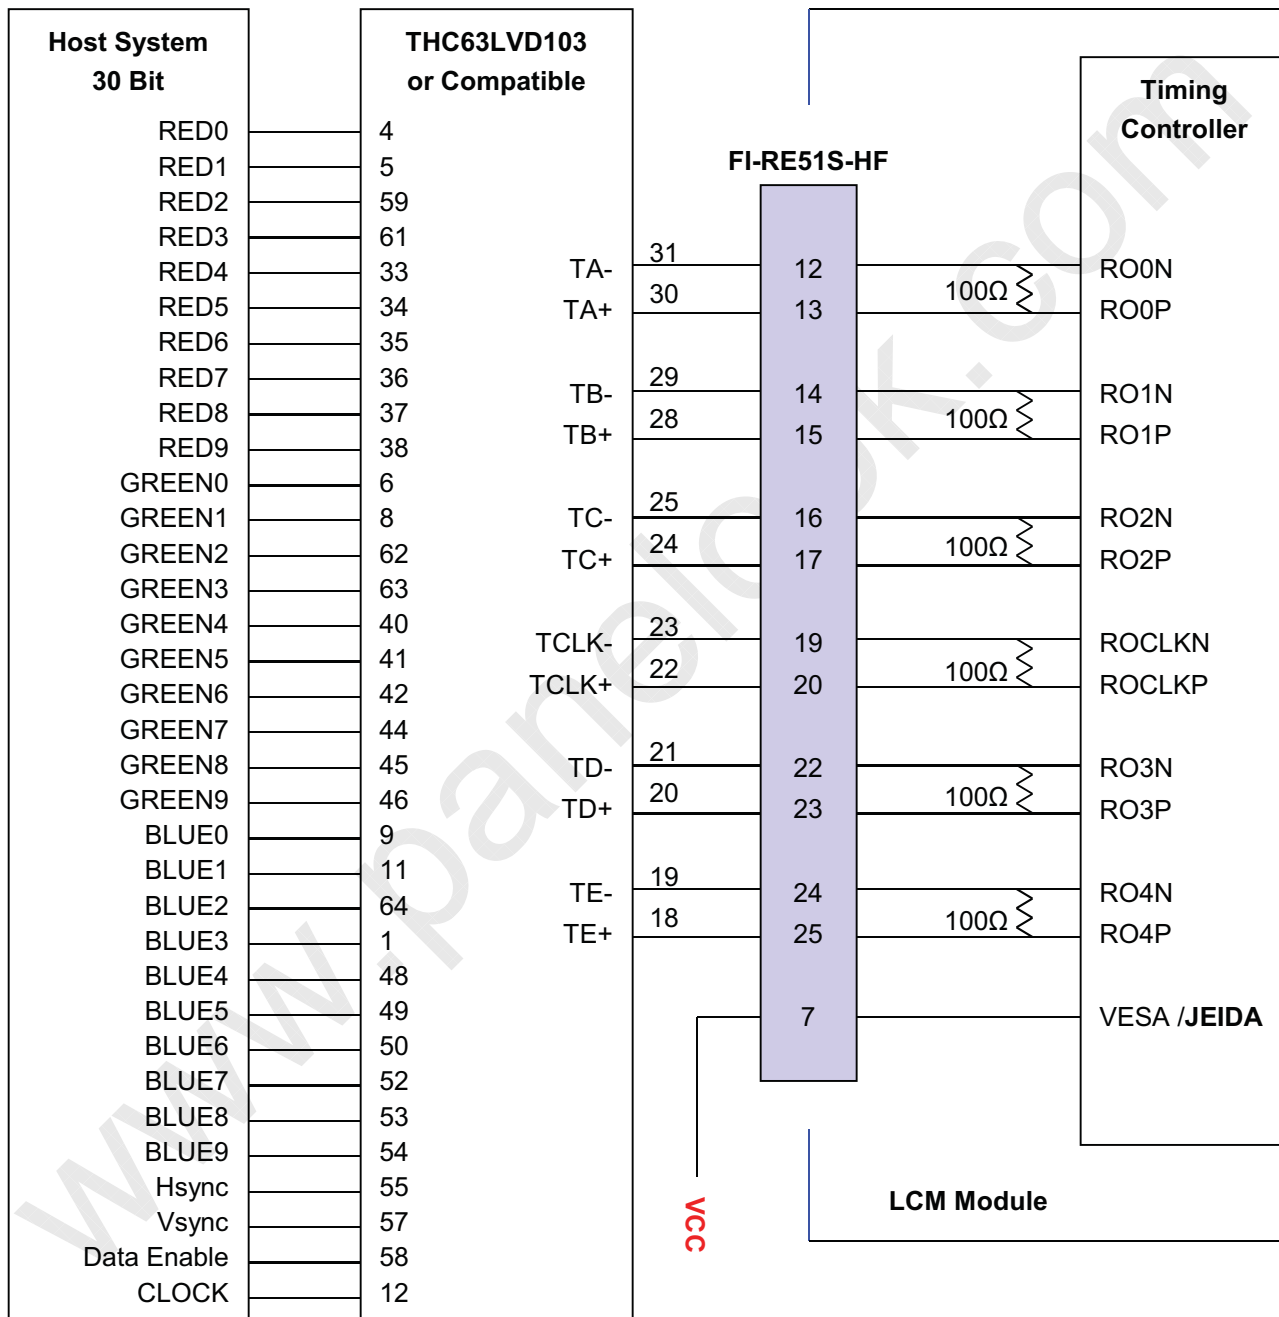 Host System
30 Bit
RED0
RED1
RED2
RED3
RED4
RED5
RED6
RED7
RED8
RED9
GREEN0
GREEN1
GREEN2
GREEN3
GREEN4
GREEN5
GREEN6
GREEN7
GREEN8
GREEN9
BLUE0
BLUE1
BLUE2
BLUE3
BLUE4
BLUE5
BLUE6
BLUE7
BLUE8
BLUE9
Hsync
Vsync
Data Enable
CLOCK
THC63LVD103
or Compatible
4
5
59
61
33
34
35
36
37
38
6
8
62
63
40
41
42
44
45
46
9
11
64
1
48
49
50
52
53
54
55
57
58
12
TA- 31
TA+ 30
TB- 29
TB+ 28
TC- 25
TC+ 24
TCLK- 23
TCLK+ 22
TD- 21
TD+ 20
TE- 19
TE+ 18
VCC
FI-RE51S-HF
12
13
14
15
16
17
19
20
22
23
24
25
7
100Ω
100Ω
100Ω
100Ω
100Ω
100Ω
Timing
Controller
RO0N
RO0P
RO1N
RO1P
RO2N
RO2P
ROCLKN
ROCLKP
RO3N
RO3P
RO4N
RO4P
VESA /JEIDA
LCM Module
www.panelook.com